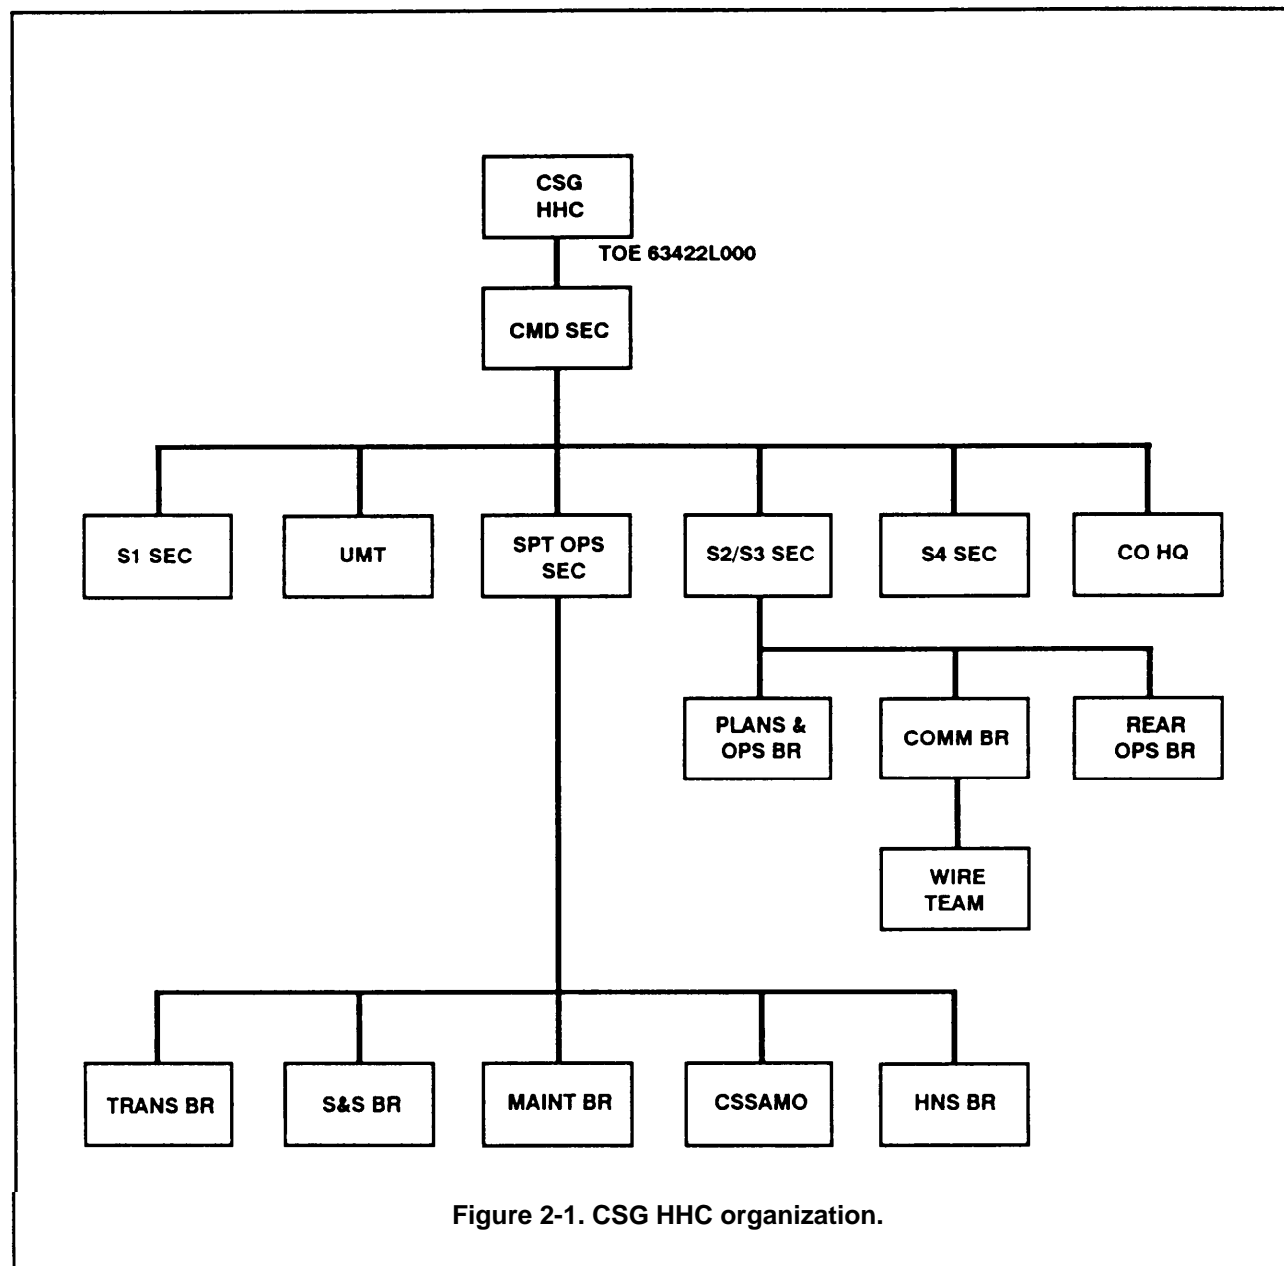 CSG
HHC
TOE 63422L000
CMD SEC
S1 SEC
UMT
SPT OPS
SEC
S2/S3 SEC
S4 SEC
CO HQ
PLANS &
OPS BR
COMM BR
REAR
OPS BR
WIRE
TEAM
TRANS BR
S&S BR
MAINT BR
CSSAMO
HNS BR
Figure 2-1. CSG HHC organization.